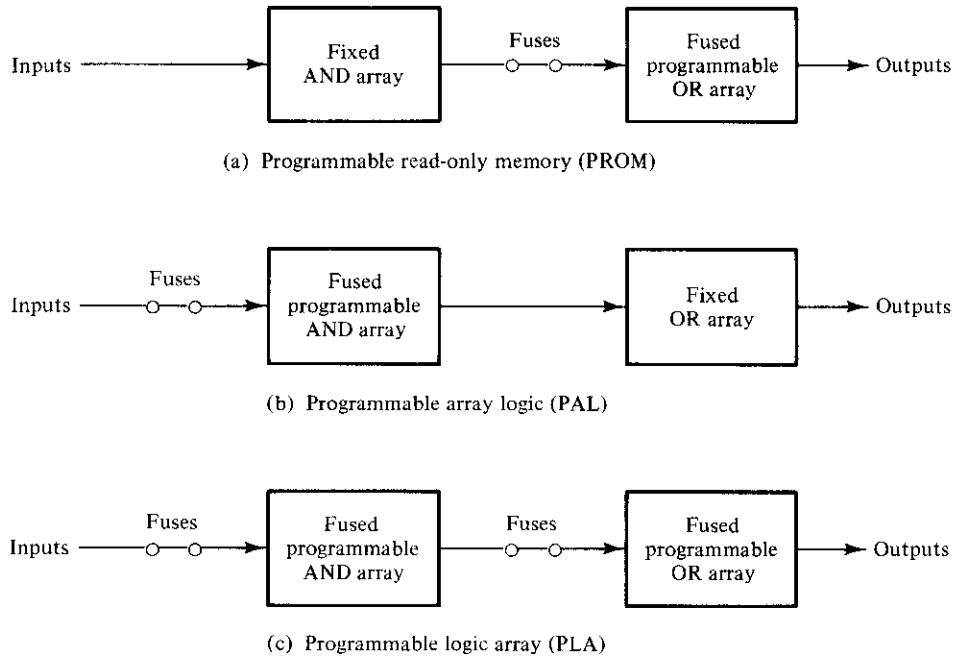 Inputs
Fixed
AND array
Fuses
Fused
programmable
OR array
Outputs
(a) Programmable read-only memory (PROM)
Inputs
Fuses
Fused
programmable
AND array
Fixed
OR array
Outputs
(b) Programmable array logic (PAL)
Inputs
Fuses
Fused
programmable
AND array
Fuses
Fused
programmable
OR array
Outputs
(c) Programmable logic array (PLA)